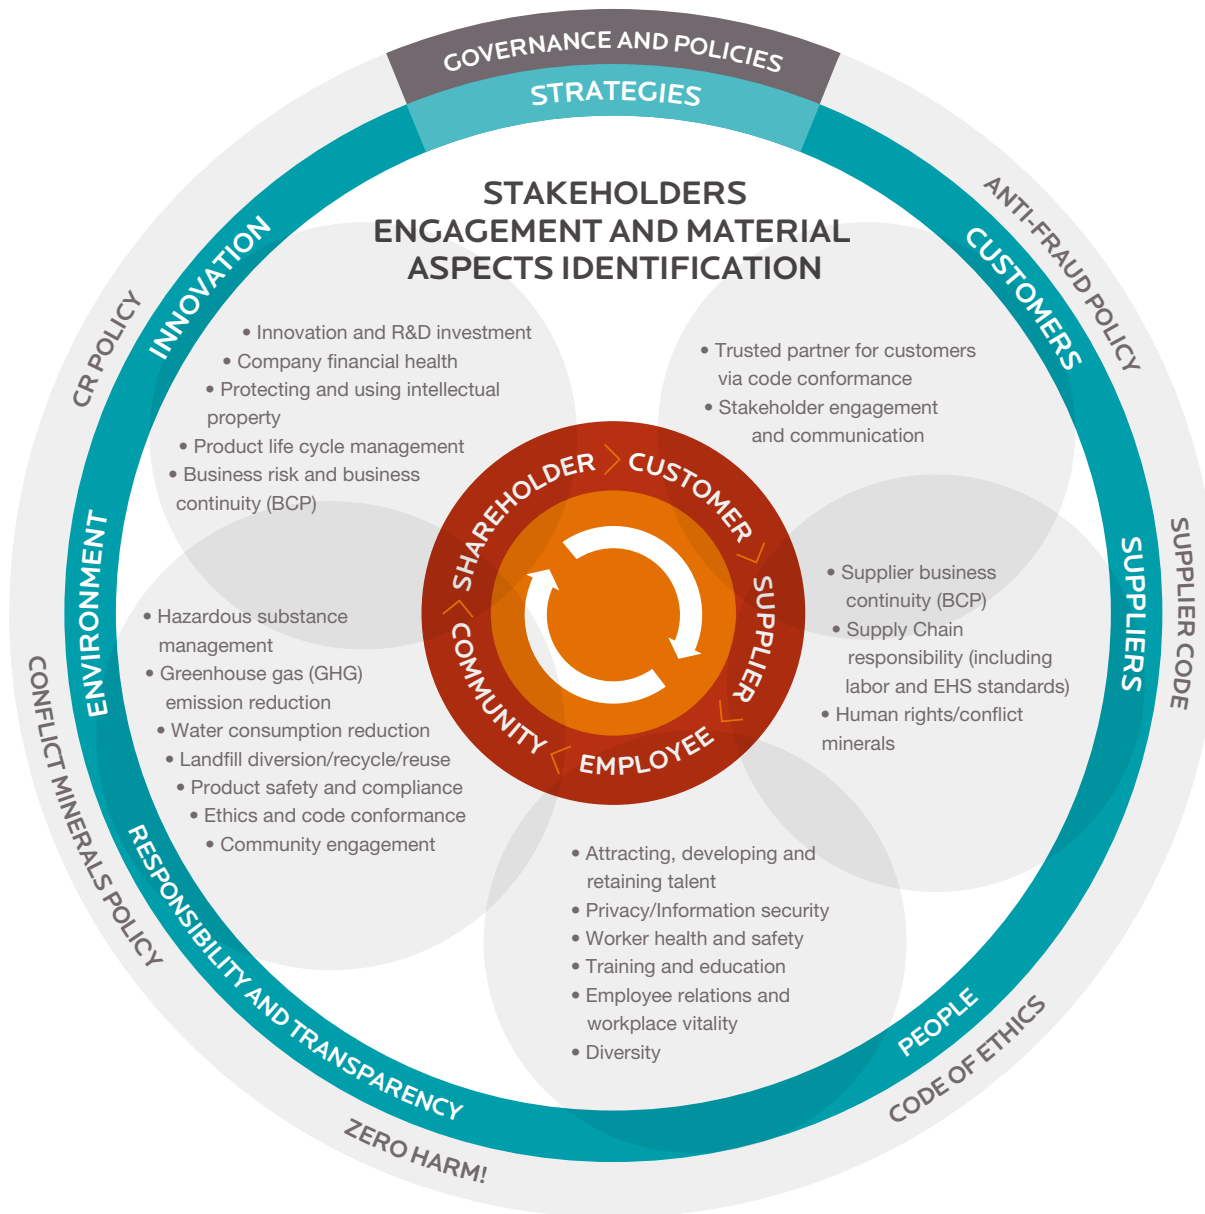 GOVERNANCE AND POLICIES
STRATEGIES
STAKEHOLDERS
ENGAGEMENT AND MATERIAL
ASPECTS IDENTIFICATION
INNOVATION
CUSTOMERS
SUPPLIERS
PEOPLE
RESPONSIBILITY AND TRANSPARENCY
ENVIRONMENT
CR POLICY
ANTI-FRAUD POLICY
SUPPLIER CODE
CODE OF ETHICS
ZERO HARM!
CONFLICT MINERALS POLICY
• Innovation and R&D investment
• Company financial health
• Protecting and using intellectual
property
• Product life cycle management
• Business risk and business
continuity (BCP)
• Trusted partner for customers
via code conformance
• Stakeholder engagement
and communication
SHAREHOLDER
CUSTOMER
SUPPLIER
EMPLOYEE
COMMUNITY
• Supplier business
continuity (BCP)
• Supply Chain
responsibility (including
labor and EHS standards)
• Human rights/conflict
minerals
• Hazardous substance
management
• Greenhouse gas (GHG)
emission reduction
• Water consumption reduction
• Landfill diversion/recycle/reuse
• Product safety and compliance
• Ethics and code conformance
• Community engagement
• Attracting, developing and
retaining talent
• Privacy/Information security
• Worker health and safety
• Training and education
• Employee relations and
workplace vitality
• Diversity